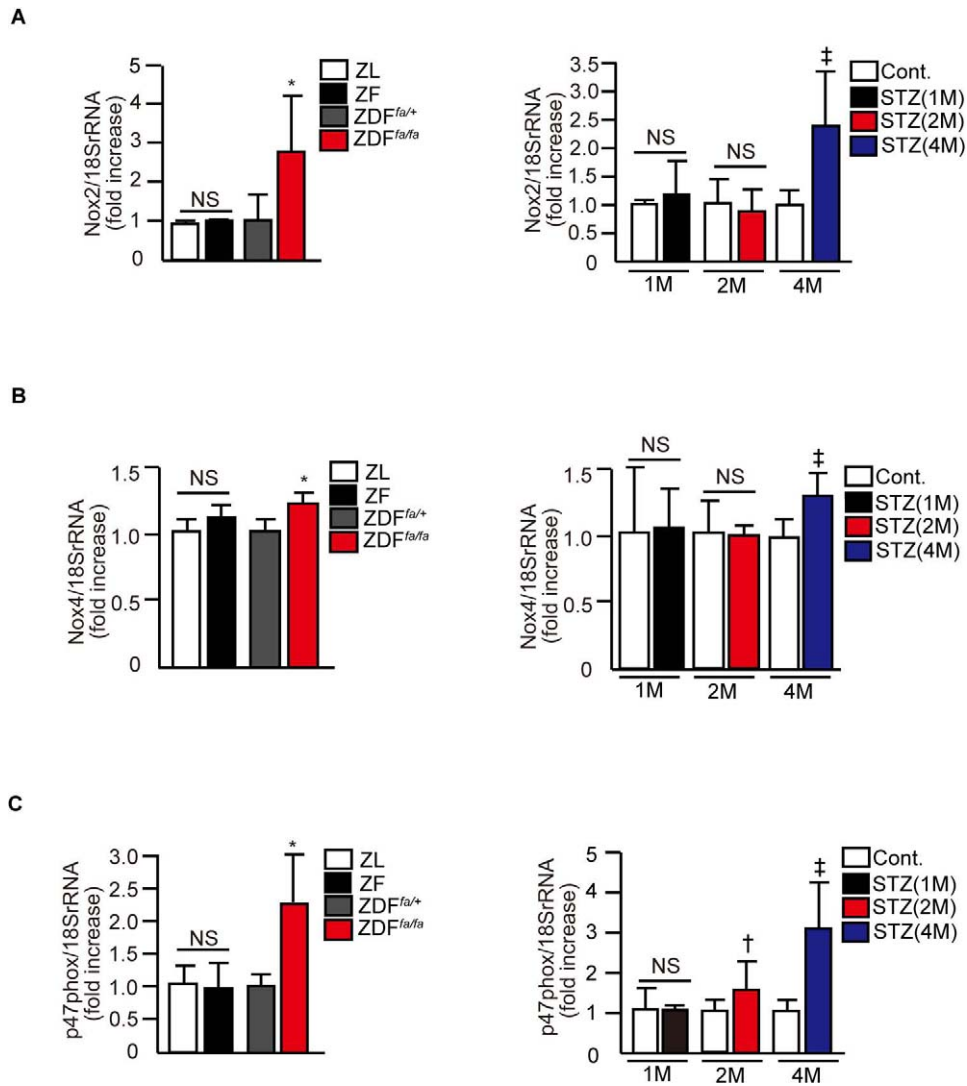 A
Nox2/18SrRNA
(fold increase)
5
4
3
2
1
0
NS
*
ZL
ZF
ZDFfa/+
ZDFfa/fa
Nox2/18SrRNA
(fold increase)
3.5
3.0
2.5
2.0
1.5
1.0
0.5
0
NS
NS
‡
1M
2M
4M
Cont.
STZ(1M)
STZ(2M)
STZ(4M)
B
Nox4/18SrRNA
(fold increase)
1.5
1.0
0.5
0
NS
*
ZL
ZF
ZDFfa/+
ZDFfa/fa
Nox4/18SrRNA
(fold increase)
1.5
1.0
0.5
0
NS
NS
‡
1M
2M
4M
Cont.
STZ(1M)
STZ(2M)
STZ(4M)
C
p47phox/18SrRNA
(fold increase)
3.0
2.5
2.0
1.5
1.0
0.5
0
NS
*
ZL
ZF
ZDFfa/+
ZDFfa/fa
p47phox/18SrRNA
(fold increase)
5
4
3
2
1
0
NS
†
‡
1M
2M
4M
Cont.
STZ(1M)
STZ(2M)
STZ(4M)